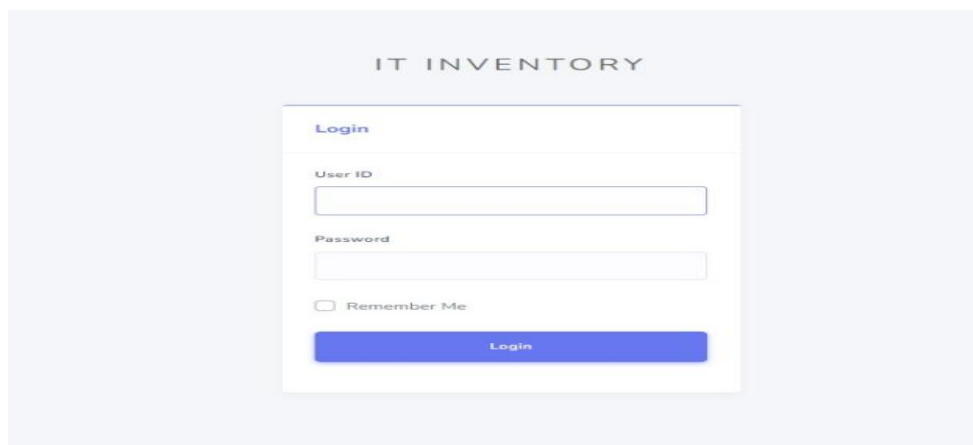 IT INVENTORY
Login
User ID
Password
Remember Me
Login